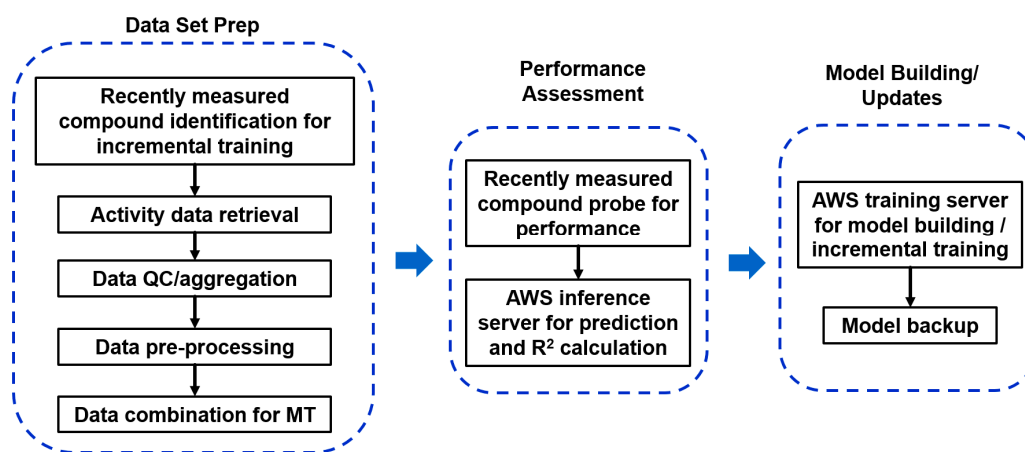 Data Set Prep
Recently measured
compound identification for
incremental training
Activity data retrieval
Data QC/aggregation
Data pre-processing
Data combination for MT
Performance
Assessment
Recently measured
compound probe for
performance
AWS inference
server for prediction
and R² calculation
Model Building/
Updates
AWS training server
for model building /
incremental training
Model backup